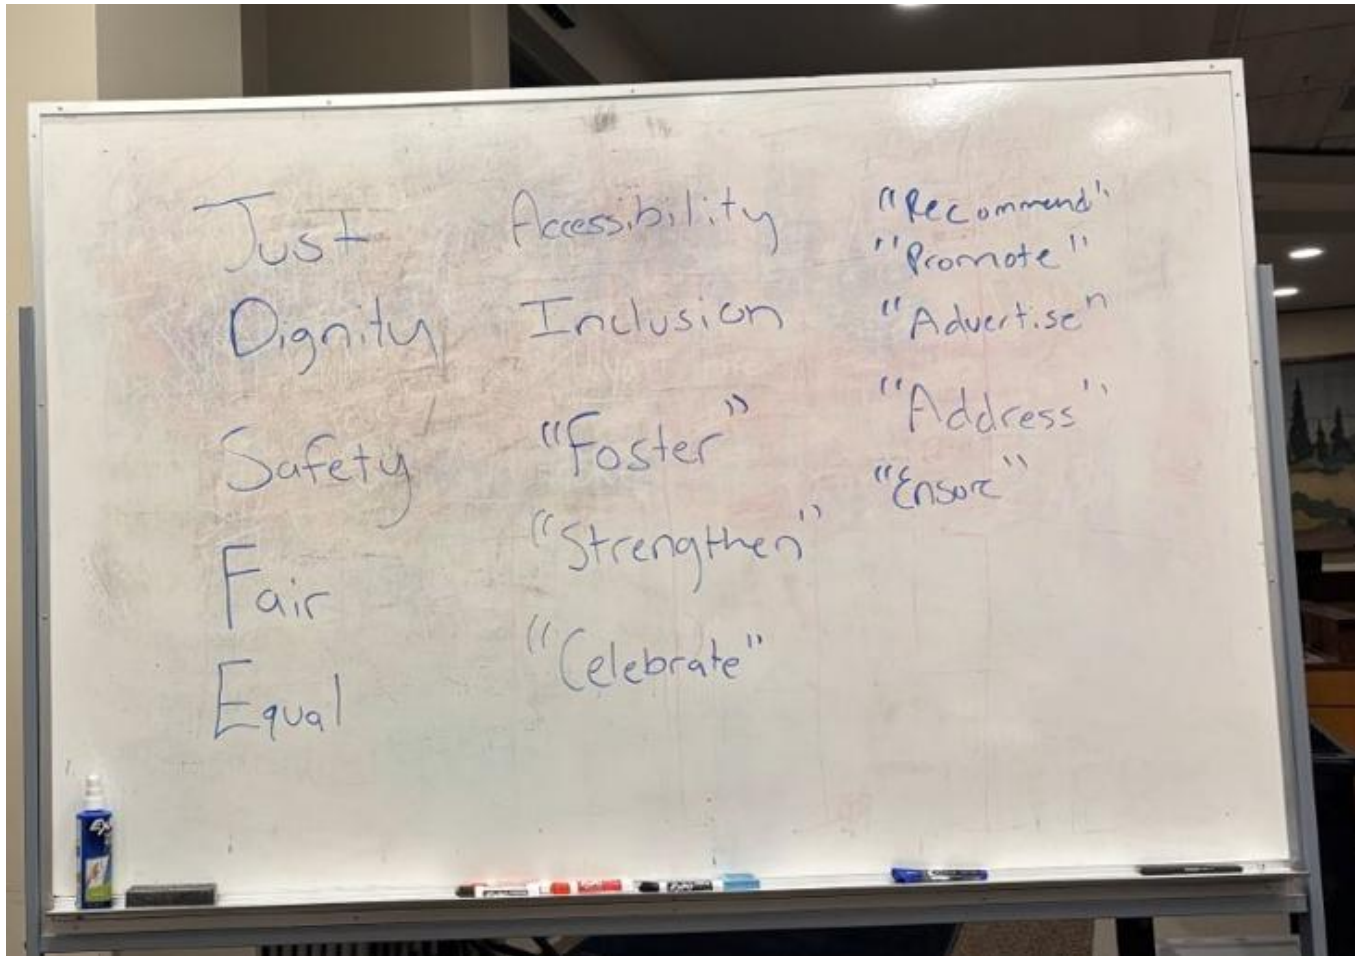 Just
Dignity
Safety
Fair
Equal
Accessibility
Inclusion
"Foster"
"Strengthen"
"Celebrate"
"Recommend"
"Promote"
"Advertise"
"Address"
"Ensure"